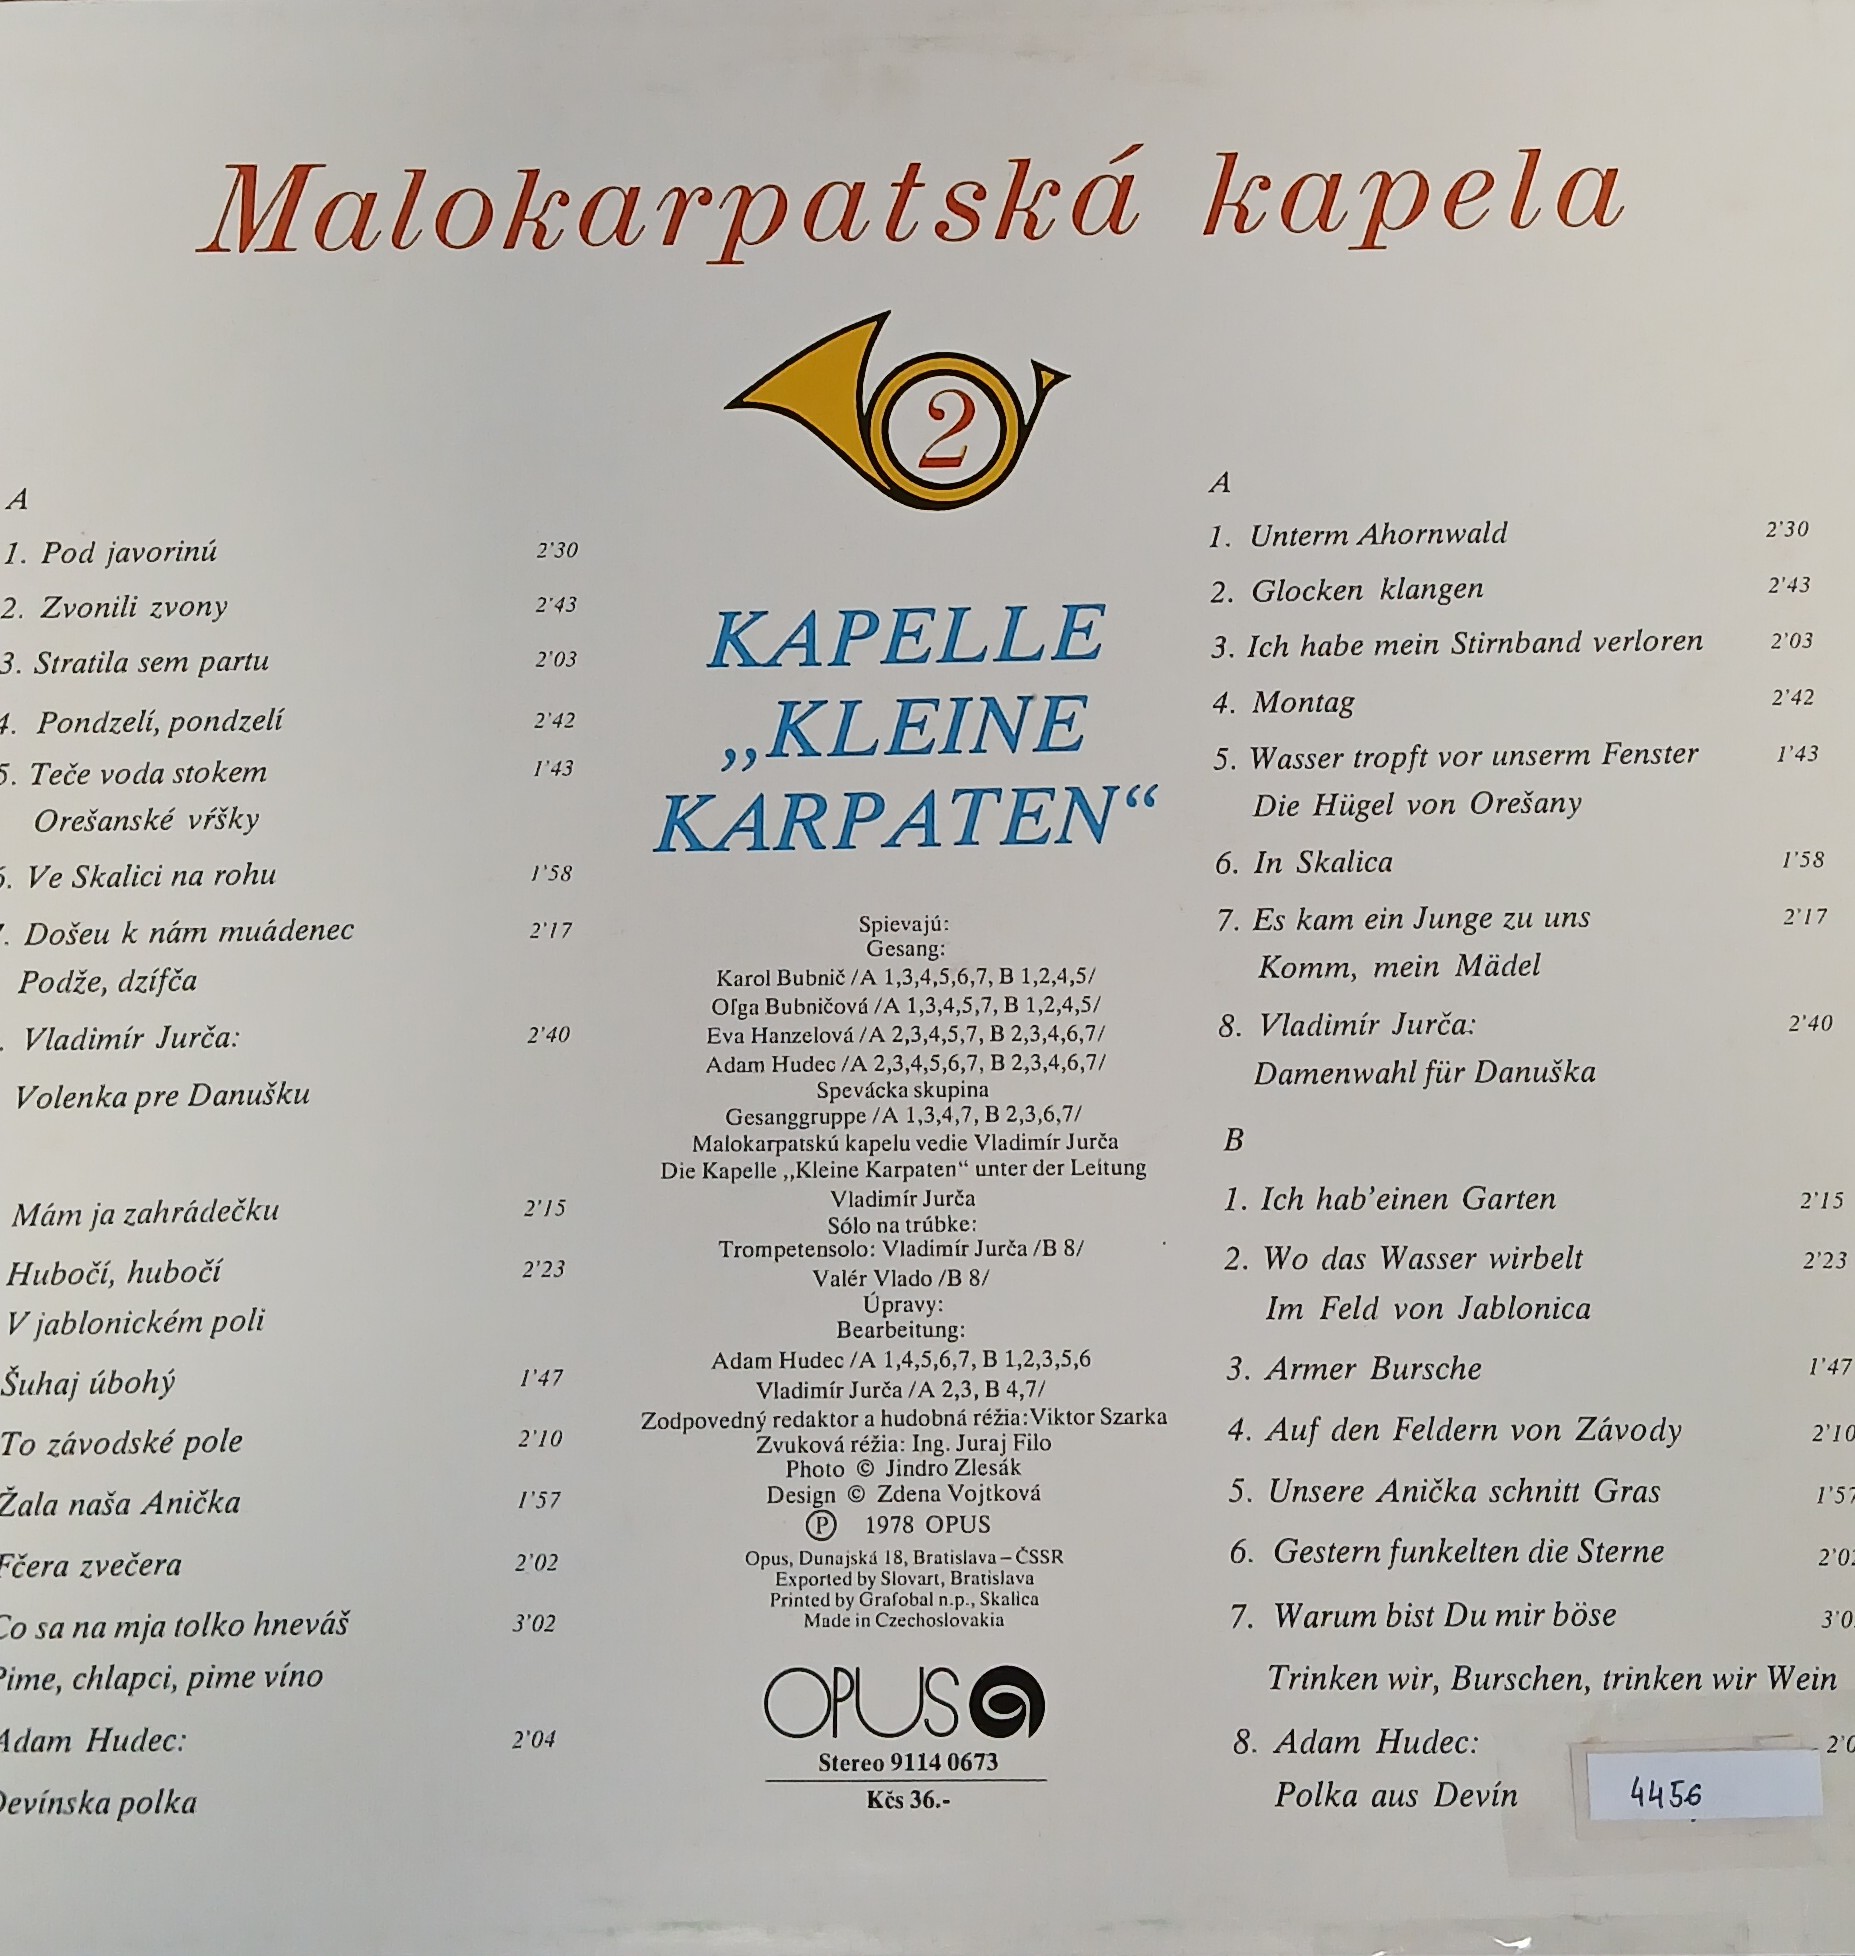 Malokarpatská kapela
2
A
1. Pod javorinú 2'30
2. Zvonili zvony 2'43
3. Stratila sem partu 2'03
4. Pondzelí, pondzelí 2'42
5. Teče voda stokem 1'43
Orešanské vŕšky
6. Ve Skalici na rohu 1'58
7. Došeu k nám muádenec 2'17
Podže, dzífča
. Vladimír Jurča: 2'40
Volenka pre Danušku
Mám ja zahrádečku 2'15
Hubočí, hubočí 2'23
V jablonickém poli
Šuhaj úbohý 1'47
To závodské pole 2'10
Žala naša Anička 1'57
Fčera zvečera 2'02
Co sa na mja tolko hneváš 3'02
Pime, chlapci, pime víno
Adam Hudec: 2'04
Devínska polka
KAPELLE
„KLEINE
KARPATEN“
Spievajú:
Gesang:
Karol Bubnič /A 1,3,4,5,6,7, B 1,2,4,5/
Oľga Bubničová /A 1,3,4,5,7, B 1,2,4,5/
Eva Hanzelová /A 2,3,4,5,7, B 2,3,4,6,7/
Adam Hudec /A 2,3,4,5,6,7, B 2,3,4,6,7/
Spevácka skupina
Gesanggruppe /A 1,3,4,7, B 2,3,6,7/
Malokarpatskú kapelu vedie Vladimír Jurča
Die Kapelle „Kleine Karpaten“ unter der Leitung
Vladimír Jurča
Sólo na trúbke:
Trompetensolo: Vladimír Jurča /B 8/
Valér Vlado /B 8/
Úpravy:
Bearbeitung:
Adam Hudec /A 1,4,5,6,7, B 1,2,3,5,6
Vladimír Jurča /A 2,3, B 4,7/
Zodpovedný redaktor a hudobná réžia: Viktor Szarka
Zvuková réžia: Ing. Juraj Filo
Photo © Jindro Zlesák
Design © Zdena Vojtková
℗ 1978 OPUS
Opus, Dunajská 18, Bratislava – ČSSR
Exported by Slovart, Bratislava
Printed by Grafobal n.p., Skalica
Made in Czechoslovakia
OPUS
Stereo 9114 0673
Kčs 36.-
A
1. Unterm Ahornwald 2'30
2. Glocken klangen 2'43
3. Ich habe mein Stirnband verloren 2'03
4. Montag 2'42
5. Wasser tropft vor unserm Fenster 1'43
Die Hügel von Orešany
6. In Skalica 1'58
7. Es kam ein Junge zu uns 2'17
Komm, mein Mädel
8. Vladimír Jurča: 2'40
Damenwahl für Danuška
B
1. Ich hab'einen Garten 2'15
2. Wo das Wasser wirbelt 2'23
Im Feld von Jablonica
3. Armer Bursche 1'47
4. Auf den Feldern von Závody 2'10
5. Unsere Anička schnitt Gras 1'57
6. Gestern funkelten die Sterne 2'02
7. Warum bist Du mir böse 3'0
Trinken wir, Burschen, trinken wir Wein
8. Adam Hudec: 2'0
Polka aus Devín
4456